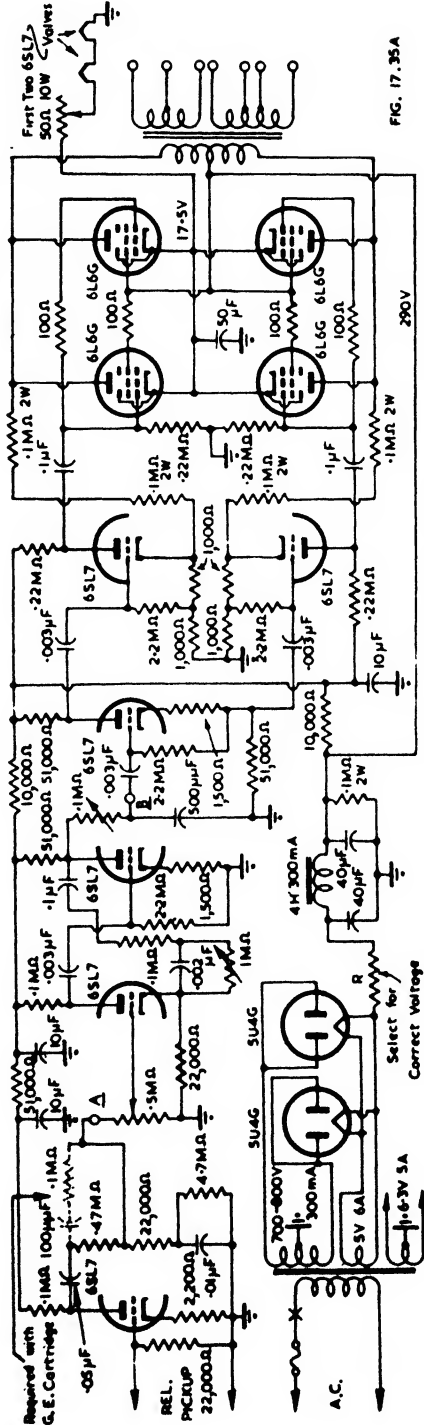 Required with
G.E. Cartridge
.1MΩ
100μμF
.1MΩ
6SL7
.05μF
.47MΩ
22,000Ω
4.7MΩ
2,200Ω
.01μF
REL.
PICKUP
22,000Ω
51,000Ω
10μF
10μF
A
.5MΩ
.1MΩ
.003μF
6SL7
.1MΩ
.002
μF
1MΩ
22,000Ω
10,000Ω
51,000Ω
.1μF
6SL7
2.2MΩ
1,500Ω
.1MΩ
51,000Ω
6SL7
.003μF
B
2.2MΩ
500μμF
1,500Ω
51,000Ω
.003μF
.22MΩ
6SL7
2.2MΩ
1,000Ω
1,000Ω
1,000Ω
2.2MΩ
.003μF
6SL7
.22MΩ
10μF
10,000Ω
.1MΩ 2W
.1μF
.1MΩ
2W
.22MΩ
.22MΩ
.1MΩ
2W
.1μF
.1MΩ 2W
100Ω
6L6G
6L6G
100Ω
17.5V
50
μF
100Ω
100Ω
6L6G
6L6G
290V
First Two 6SL7
Valves
50Ω 10W
FIG. 17.35A
A.C.
700-800V
300mA
5V 6A
6.3V 5A
5U4G
5U4G
R
Select for
Correct Voltage
4H 300mA
40μF
40μF
.1MΩ
2W